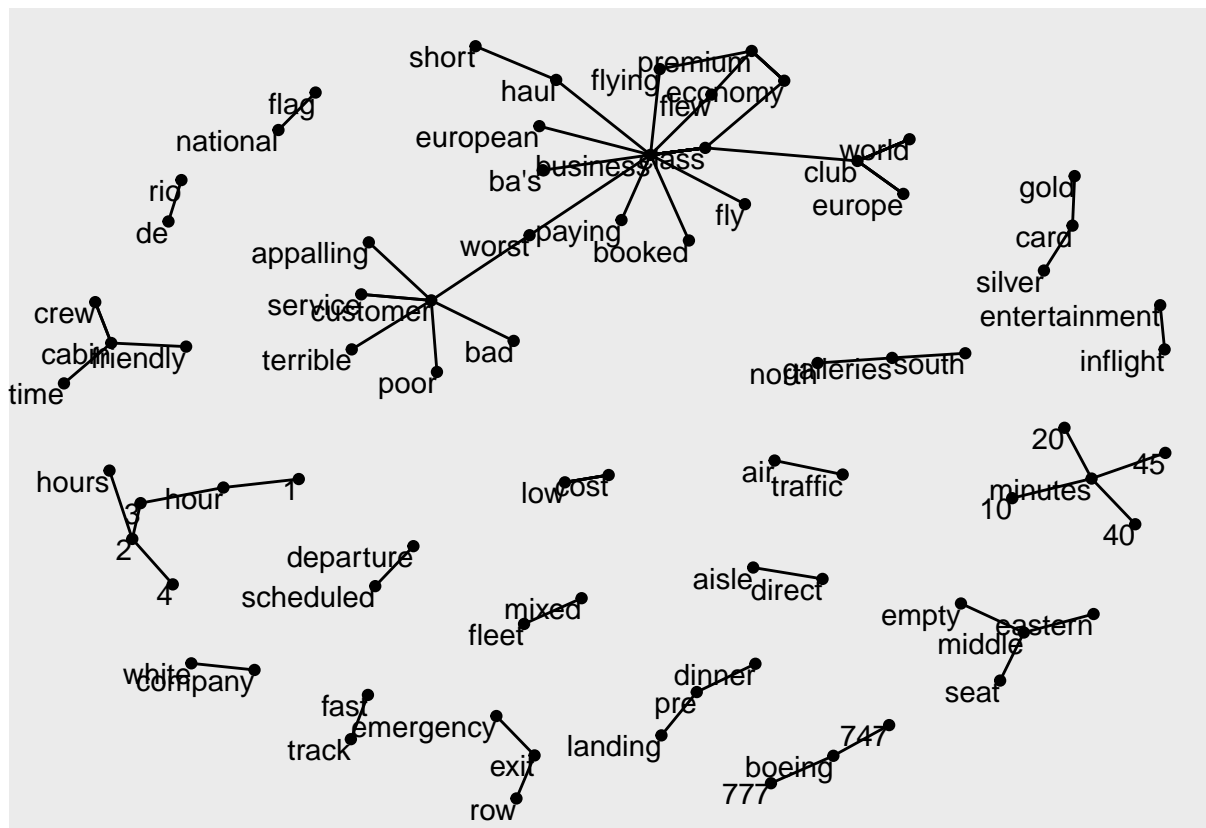 short
premium
flying
haul
economy
flag
flew
european
national
world
business
class
club
ba's
rio
gold
europe
fly
de
paying
card
worst
appalling
booked
silver
service
customer
crew
entertainment
cabin
friendly
terrible
bad
inflight
north
galleries
south
poor
time
20
45
hours
air
traffic
low
cost
1
minutes
hour
10
3
40
2
departure
aisle
direct
4
scheduled
mixed
empty
eastern
fleet
middle
white
company
dinner
seat
pre
fast
emergency
747
track
landing
exit
boeing
777
row